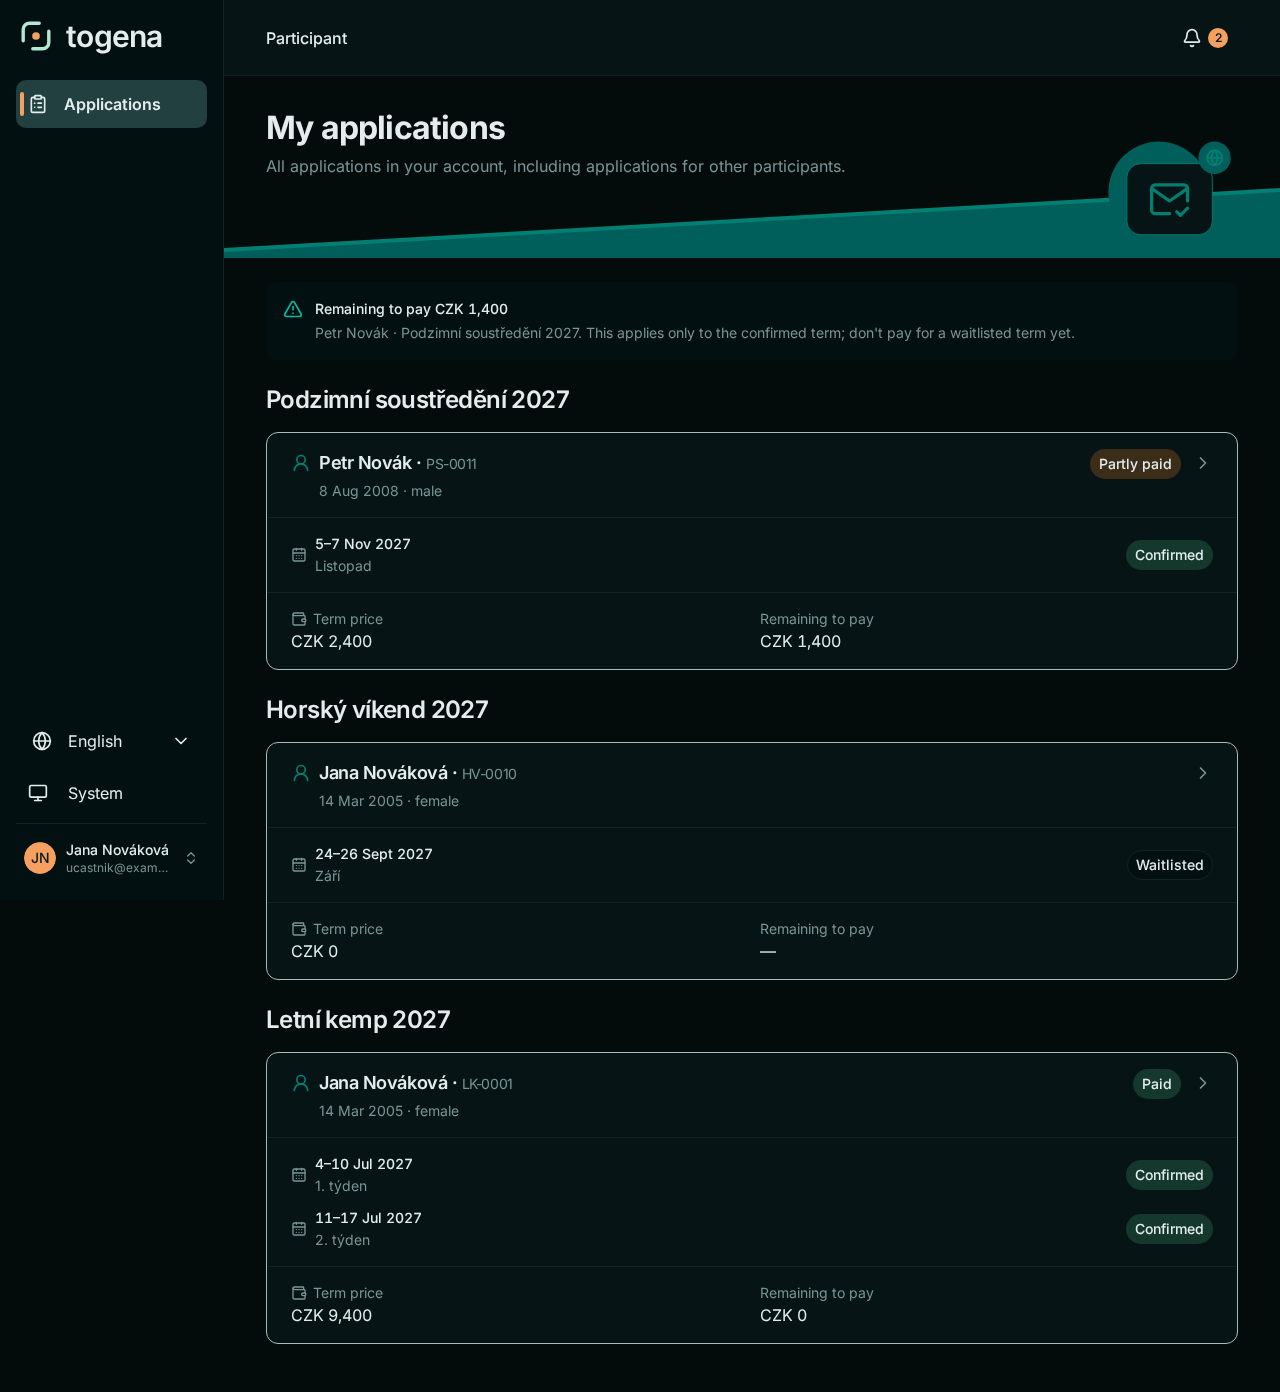 togena
Participant
2
Applications
My applications
All applications in your account, including applications for other participants.
Remaining to pay CZK 1,400
Petr Novák · Podzimní soustředění 2027. This applies only to the confirmed term; don't pay for a waitlisted term yet.
Podzimní soustředění 2027
Petr Novák · PS-0011
Partly paid
8 Aug 2008 · male
5–7 Nov 2027
Listopad
Confirmed
Term price
CZK 2,400
Remaining to pay
CZK 1,400
Horský víkend 2027
Jana Nováková · HV-0010
14 Mar 2005 · female
24–26 Sept 2027
Září
Waitlisted
Term price
CZK 0
Remaining to pay
—
Letní kemp 2027
Jana Nováková · LK-0001
Paid
14 Mar 2005 · female
4–10 Jul 2027
1. týden
Confirmed
11–17 Jul 2027
2. týden
Confirmed
Term price
CZK 9,400
Remaining to pay
CZK 0
English
System
JN
Jana Nováková
ucastnik@exam...